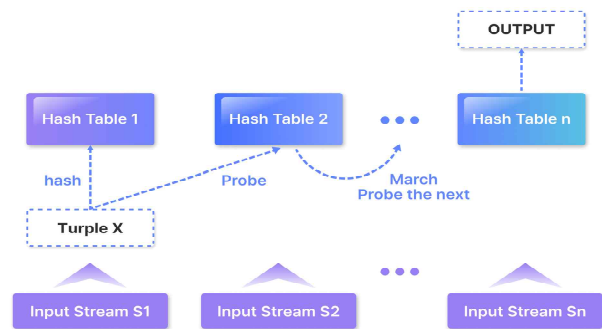 OUTPUT
Hash Table 1
Hash Table 2
Hash Table n
hash
Probe
March
Probe the next
Turple X
Input Stream S1
Input Stream S2
Input Stream Sn